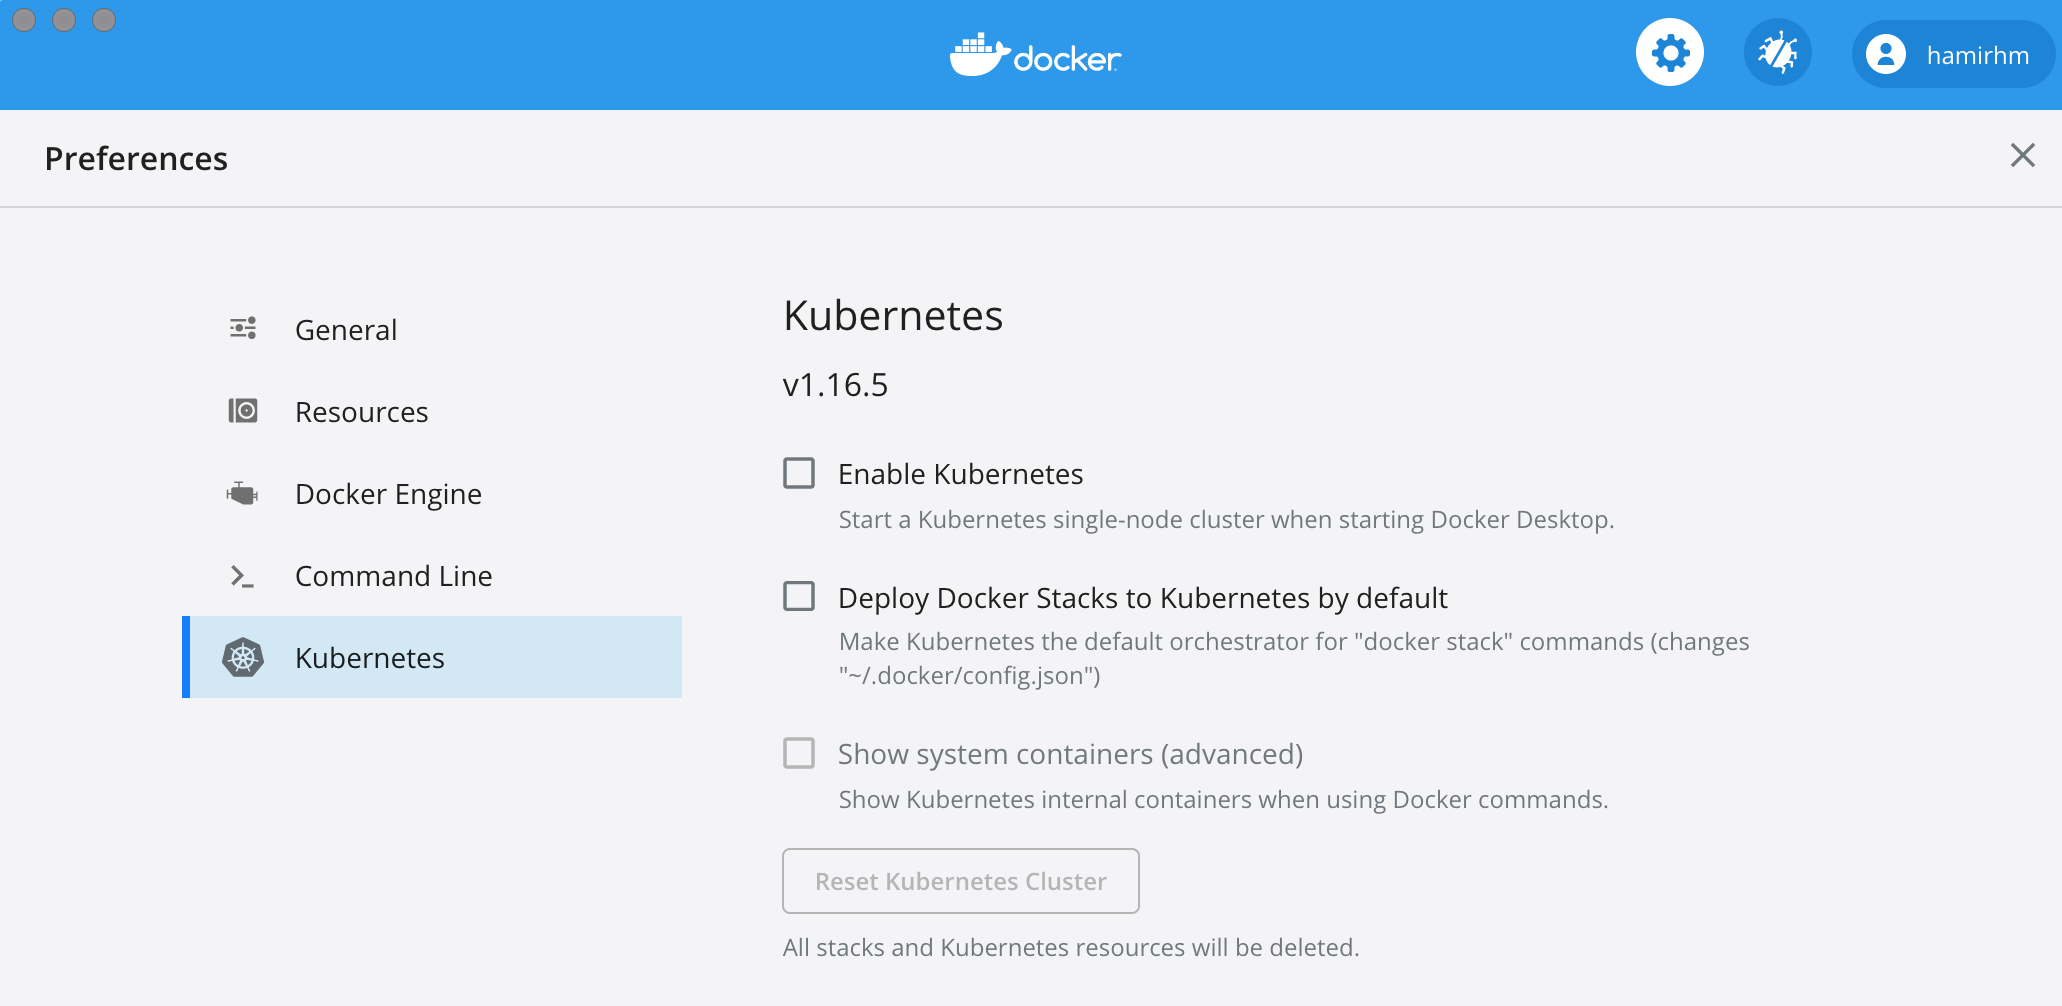 docker
hamirhm
Preferences
General
Resources
Docker Engine
Command Line
Kubernetes
Kubernetes
v1.16.5
Enable Kubernetes
Start a Kubernetes single-node cluster when starting Docker Desktop.
Deploy Docker Stacks to Kubernetes by default
Make Kubernetes the default orchestrator for "docker stack" commands (changes
"~/.docker/config.json")
Show system containers (advanced)
Show Kubernetes internal containers when using Docker commands.
Reset Kubernetes Cluster
All stacks and Kubernetes resources will be deleted.